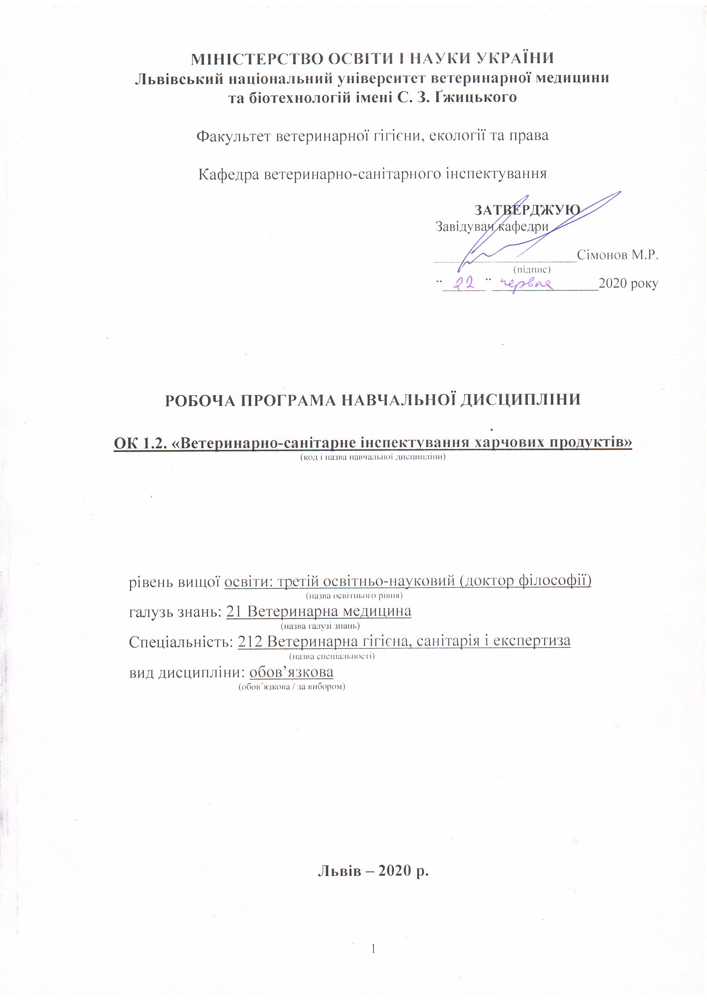 МІНІСТЕРСТВО ОСВІТИ І НАУКИ УКРАЇНИ
Львівський національний університет ветеринарної медицини
та біотехнологій імені С. З. Ґжицького
Факультет ветеринарної гігієни, екології та права
Кафедра ветеринарно-санітарного інспектування
ЗАТВЕРДЖУЮ
Завідувач кафедри
Сімонов М.Р.
(підпис)
"22" червня 2020 року
РОБОЧА ПРОГРАМА НАВЧАЛЬНОЇ ДИСЦИПЛІНИ
ОК 1.2. «Ветеринарно-санітарне інспектування харчових продуктів»
(код і назва навчальної дисципліни)
рівень вищої освіти: третій освітньо-науковий (доктор філософії)
(назва освітнього рівня)
галузь знань: 21 Ветеринарна медицина
(назва галузі знань)
Спеціальність: 212 Ветеринарна гігієна, санітарія і експертиза
(назва спеціальності)
вид дисципліни: обов’язкова
(обов’язкова / за вибором)
Львів – 2020 р.
1